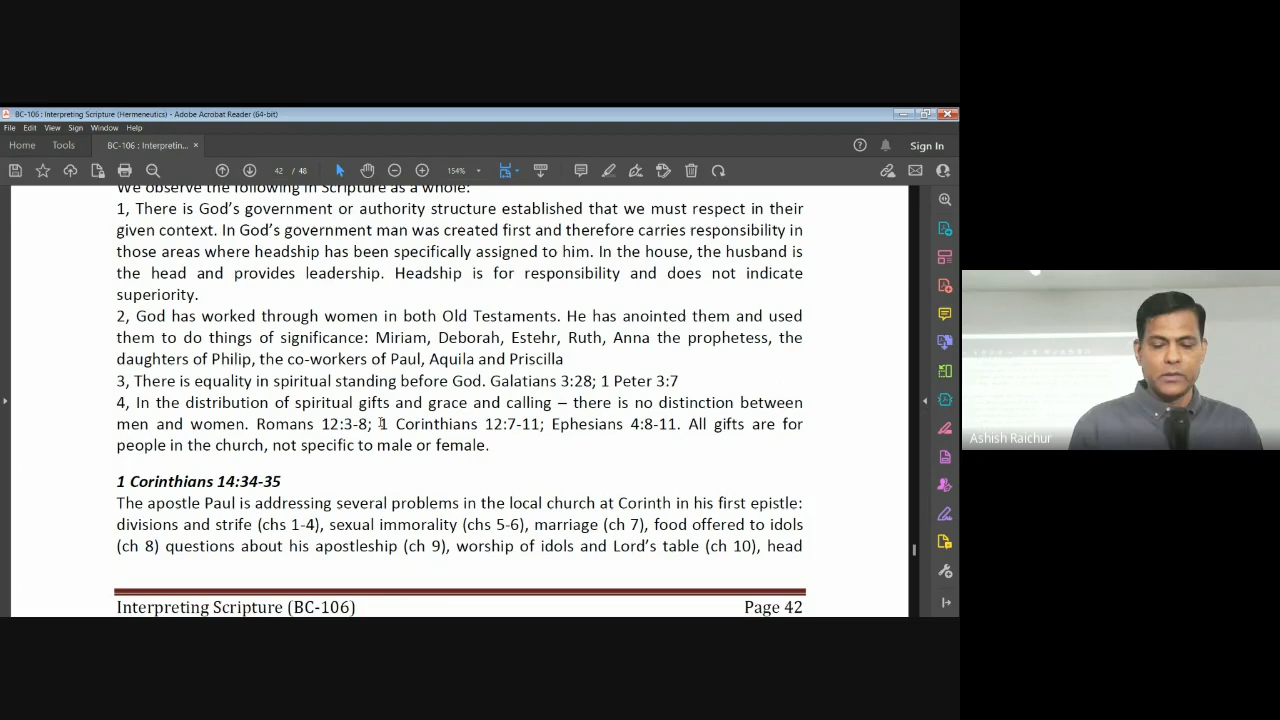 BC-106 : Interpreting Scripture (Hermeneutics) - Adobe Acrobat Reader (64-bit)
File Edit View Sign Window Help
Home Tools BC-106 : Interpretin... × Sign In
42 / 46 154%
We observe the following in Scripture as a whole:
1, There is God's government or authority structure established that we must respect in their
given context. In God's government man was created first and therefore carries responsibility in
those areas where headship has been specifically assigned to him. In the house, the husband is
the head and provides leadership. Headship is for responsibility and does not indicate
superiority.
2, God has worked through women in both Old Testaments. He has anointed them and used
them to do things of significance: Miriam, Deborah, Estehr, Ruth, Anna the prophetess, the
daughters of Philip, the co-workers of Paul, Aquila and Priscilla
3, There is equality in spiritual standing before God. Galatians 3:28; 1 Peter 3:7
4, In the distribution of spiritual gifts and grace and calling – there is no distinction between
men and women. Romans 12:3-8; 1 Corinthians 12:7-11; Ephesians 4:8-11. All gifts are for
people in the church, not specific to male or female.
1 Corinthians 14:34-35
The apostle Paul is addressing several problems in the local church at Corinth in his first epistle:
divisions and strife (chs 1-4), sexual immorality (chs 5-6), marriage (ch 7), food offered to idols
(ch 8) questions about his apostleship (ch 9), worship of idols and Lord's table (ch 10), head
Interpreting Scripture (BC-106) Page 42
Ashish Raichur